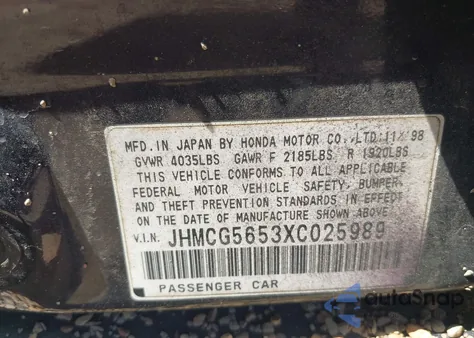 MFD. IN JAPAN BY HONDA MOTOR CO.,LTD.:11/'98
GVWR 4035LBS GAWR F 2185LBS R 1920LBS
THIS VEHICLE CONFORMS TO ALL APPLICABLE
FEDERAL MOTOR VEHICLE SAFETY, BUMPER,
AND THEFT PREVENTION STANDARDS IN EFFECT
ON THE DATE OF MANUFACTURE SHOWN ABOVE
V.I.N. JHMCG5653XC025989
PASSENGER CAR
autoSnap